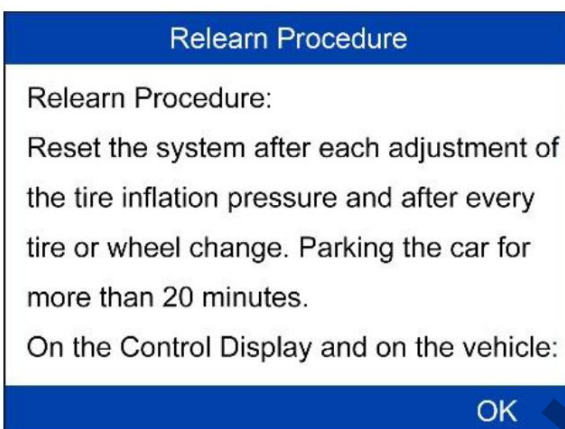 Relearn Procedure
Relearn Procedure:
Reset the system after each adjustment of
the tire inflation pressure and after every
tire or wheel change. Parking the car for
more than 20 minutes.
On the Control Display and on the vehicle:
OK